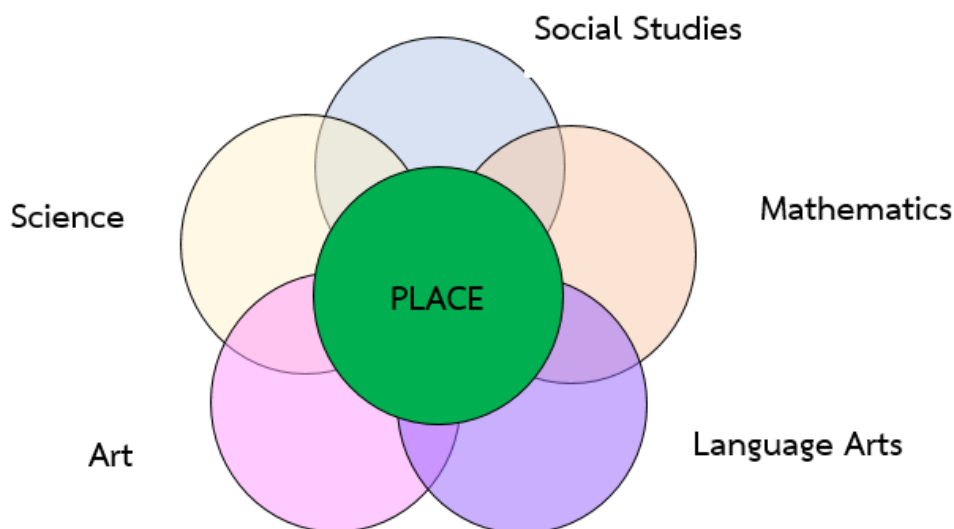 Social Studies
Science
Mathematics
PLACE
Art
Language Arts